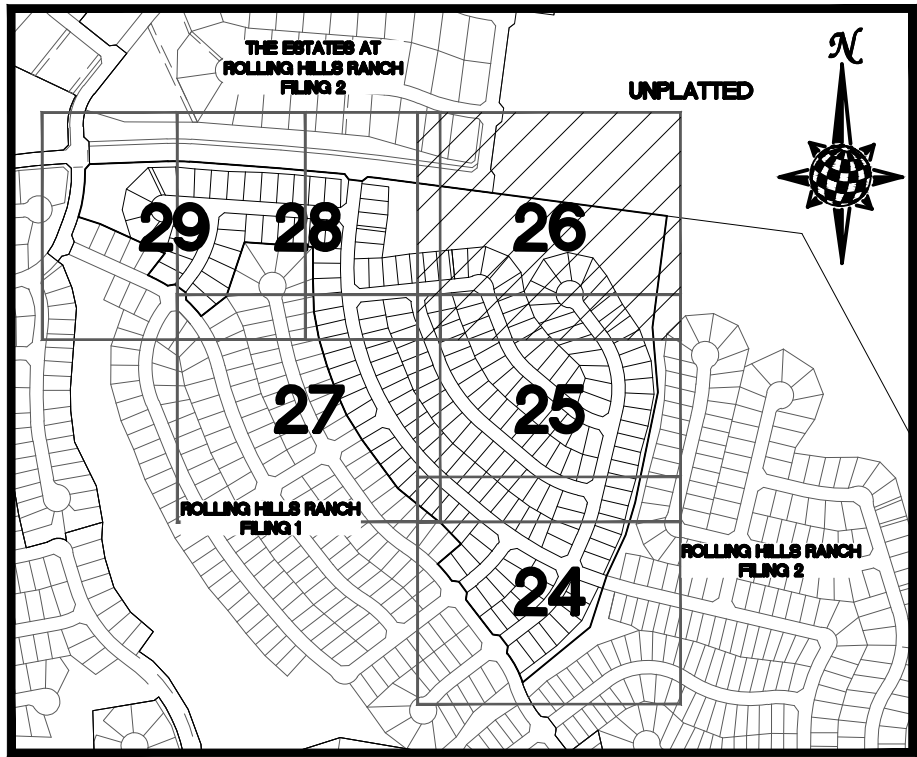 THE ESTATES AT
ROLLING HILLS RANCH
FILING 2
UNPLATTED
N
29
28
26
27
25
ROLLING HILLS RANCH
FILING 1
24
ROLLING HILLS RANCH
FILING 2